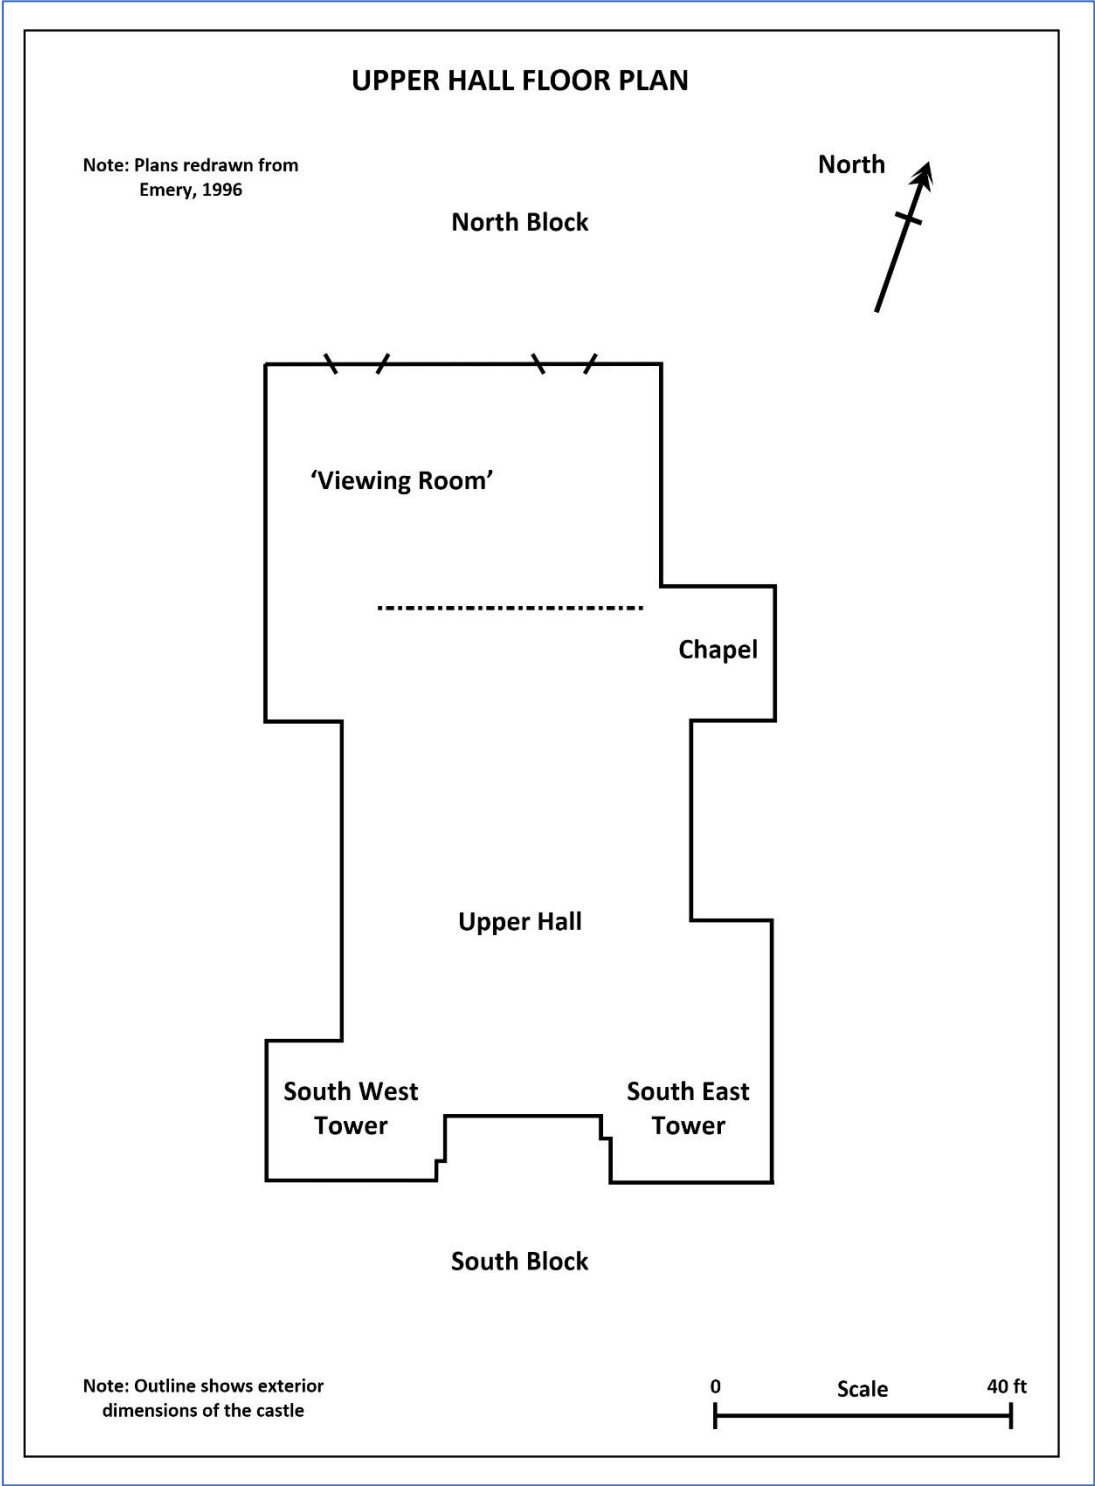 UPPER HALL FLOOR PLAN
Note: Plans redrawn from
Emery, 1996
North
North Block
‘Viewing Room’
Chapel
Upper Hall
South West
Tower
South East
Tower
South Block
Note: Outline shows exterior
dimensions of the castle
0
Scale
40 ft